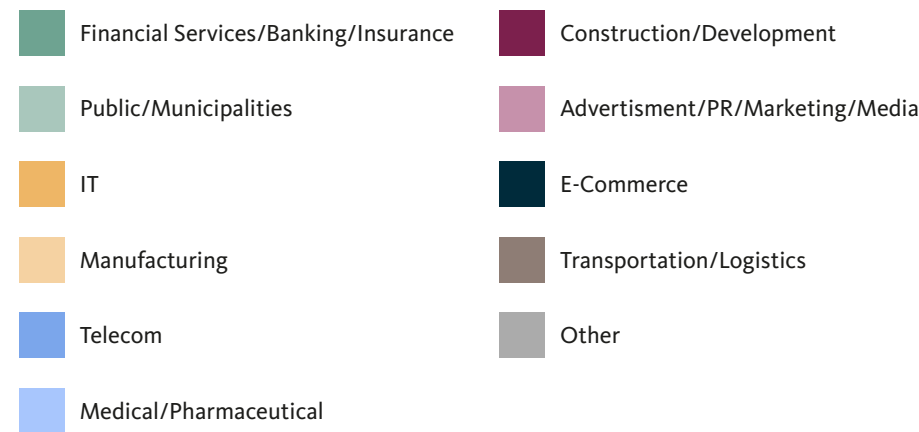 Financial Services/Banking/Insurance
Public/Municipalities
IT
Manufacturing
Telecom
Medical/Pharmaceutical
Construction/Development
Advertisment/PR/Marketing/Media
E-Commerce
Transportation/Logistics
Other